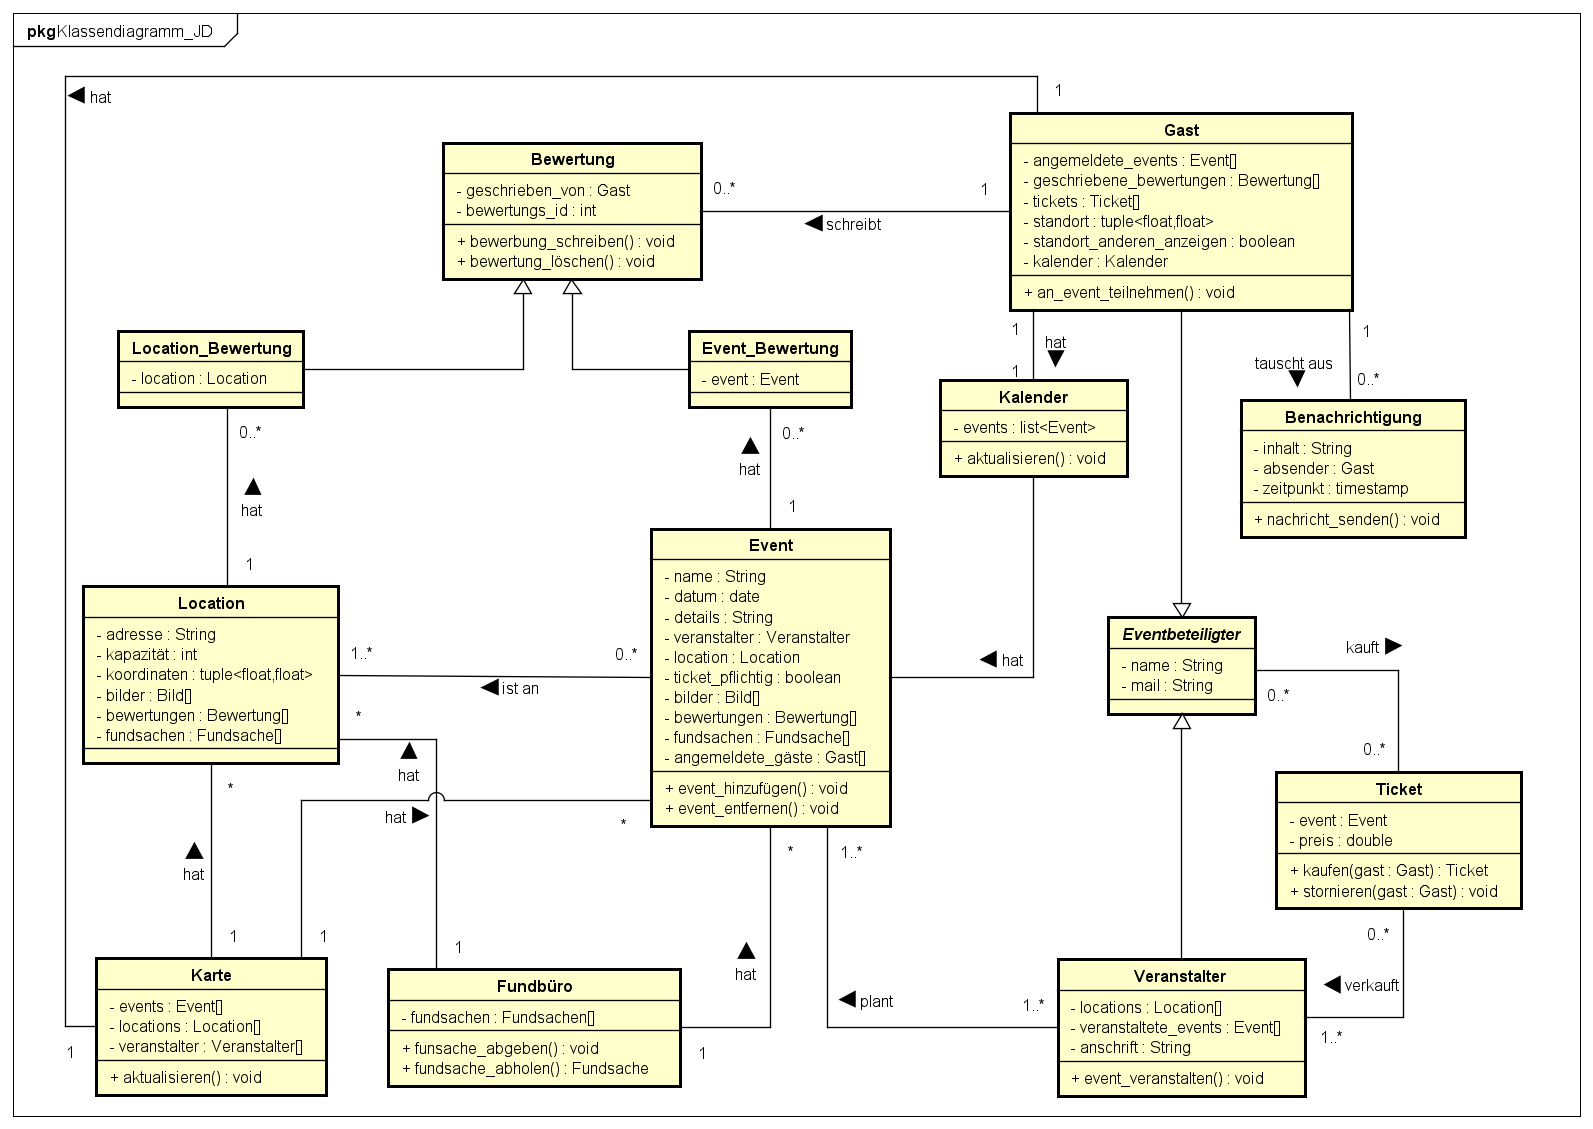 pkg Klassendiagramm_JD
hat
1
Gast
- angemeldete_events : Event[]
- geschriebene_bewertungen : Bewertung[]
- tickets : Ticket[]
- standort : tuple<float,float>
- standort_anderen_anzeigen : boolean
- kalender : Kalender
+ an_event_teilnehmen() : void
Bewertung
- geschrieben_von : Gast
- bewertungs_id : int
+ bewerbung_schreiben() : void
+ bewertung_löschen() : void
0..*
1
schreibt
Location_Bewertung
- location : Location
Event_Bewertung
- event : Event
1
hat
1
Kalender
- events : list<Event>
+ aktualisieren() : void
1
tauscht aus
0..*
Benachrichtigung
- inhalt : String
- absender : Gast
- zeitpunkt : timestamp
+ nachricht_senden() : void
0..*
hat
1
0..*
hat
1
Location
- adresse : String
- kapazität : int
- koordinaten : tuple<float,float>
- bilder : Bild[]
- bewertungen : Bewertung[]
- fundsachen : Fundsache[]
1..*
0..*
ist an
Event
- name : String
- datum : date
- details : String
- veranstalter : Veranstalter
- location : Location
- ticket_pflichtig : boolean
- bilder : Bild[]
- bewertungen : Bewertung[]
- fundsachen : Fundsache[]
- angemeldete_gäste : Gast[]
+ event_hinzufügen() : void
+ event_entfernen() : void
hat
Eventbeteiligter
- name : String
- mail : String
kauft
0..*
0..*
Ticket
- event : Event
- preis : double
+ kaufen(gast : Gast) : Ticket
+ stornieren(gast : Gast) : void
*
hat
*
hat
*
hat
1
1
1
*
hat
1..*
plant
1..*
0..*
verkauft
1..*
Karte
- events : Event[]
- locations : Location[]
- veranstalter : Veranstalter[]
+ aktualisieren() : void
1
Fundbüro
- fundsachen : Fundsachen[]
+ funsache_abgeben() : void
+ fundsache_abholen() : Fundsache
1
Veranstalter
- locations : Location[]
- veranstaltete_events : Event[]
- anschrift : String
+ event_veranstalten() : void